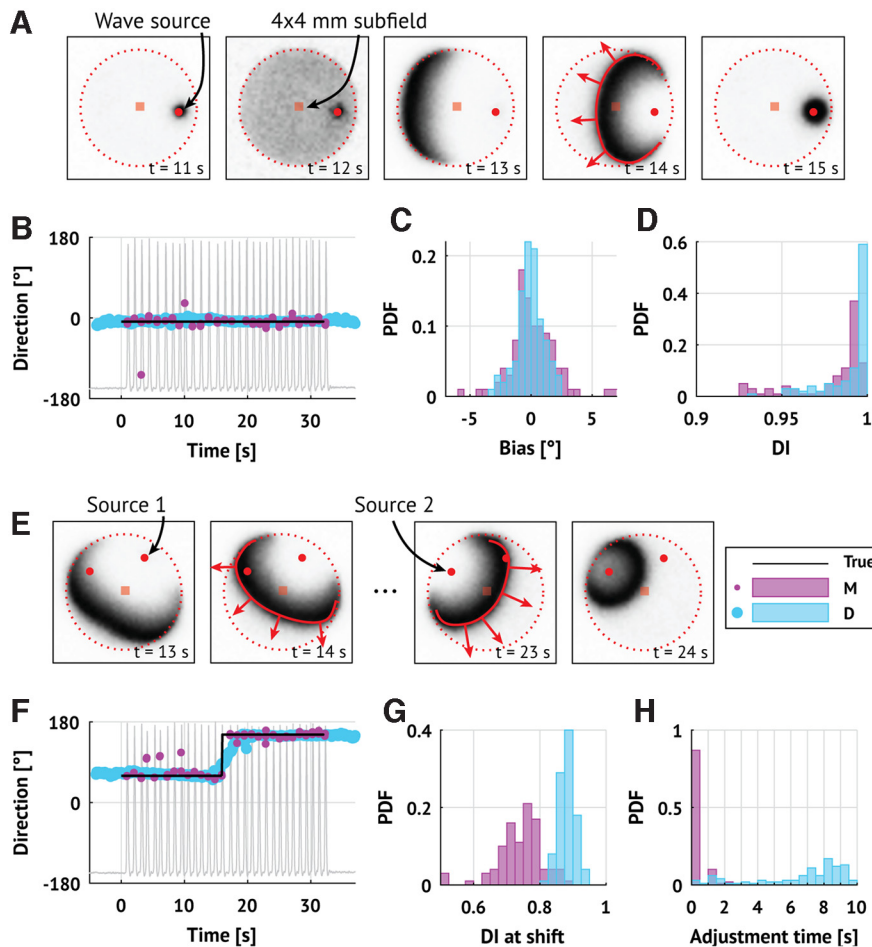 A
Wave source
4x4 mm subfield
t = 11 s
t = 12 s
t = 13 s
t = 14 s
t = 15 s
B
180
0
-180
Direction [°]
0
10
20
30
Time [s]
C
0.2
0.1
0
PDF
-5
0
5
Bias [°]
D
0.6
0.4
0.2
0
PDF
0.9
0.95
1
DI
E
Source 1
Source 2
t = 13 s
t = 14 s
...
t = 23 s
t = 24 s
True
M
D
F
180
0
-180
Direction [°]
0
10
20
30
Time [s]
G
0.4
0.2
0
PDF
0.6
0.8
1
DI at shift
H
1
0.5
0
PDF
0
2
4
6
8
10
Adjustment time [s]